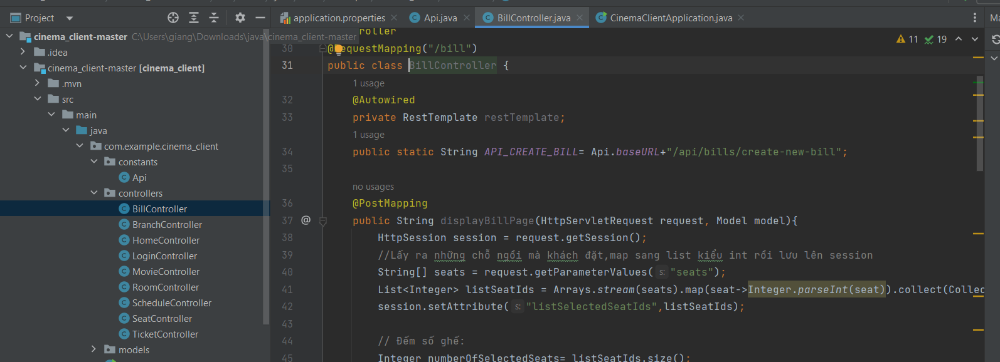 Project
application.properties
Api.java
BillController.java
CinemaClientApplication.java
cinema_client-master C:\Users\giang\Downloads\java\cinema_client-master
.idea
cinema_client-master [cinema_client]
.mvn
src
main
java
com.example.cinema_client
constants
Api
controllers
BillController
BranchController
HomeController
LoginController
MovieController
RoomController
ScheduleController
SeatController
TicketController
models
11 19
roller
30 @RequestMapping("/bill")
31 public class BillController {
1 usage
32 @Autowired
33 private RestTemplate restTemplate;
1 usage
34 public static String API_CREATE_BILL= Api.baseURL+"/api/bills/create-new-bill";
35
no usages
36 @PostMapping
37 @ public String displayBillPage(HttpServletRequest request, Model model){
38 HttpSession session = request.getSession();
39 //Lấy ra những chỗ ngồi mà khách đặt,map sang list kiểu int rồi lưu lên session
40 String[] seats = request.getParameterValues( s: "seats");
41 List<Integer> listSeatIds = Arrays.stream(seats).map(seat->Integer.parseInt(seat)).collect(Collec
42 session.setAttribute( s: "listSelectedSeatIds",listSeatIds);
43
44 // Đếm số ghế:
45 Integer numberOfSelectedSeats= listSeatIds.size();